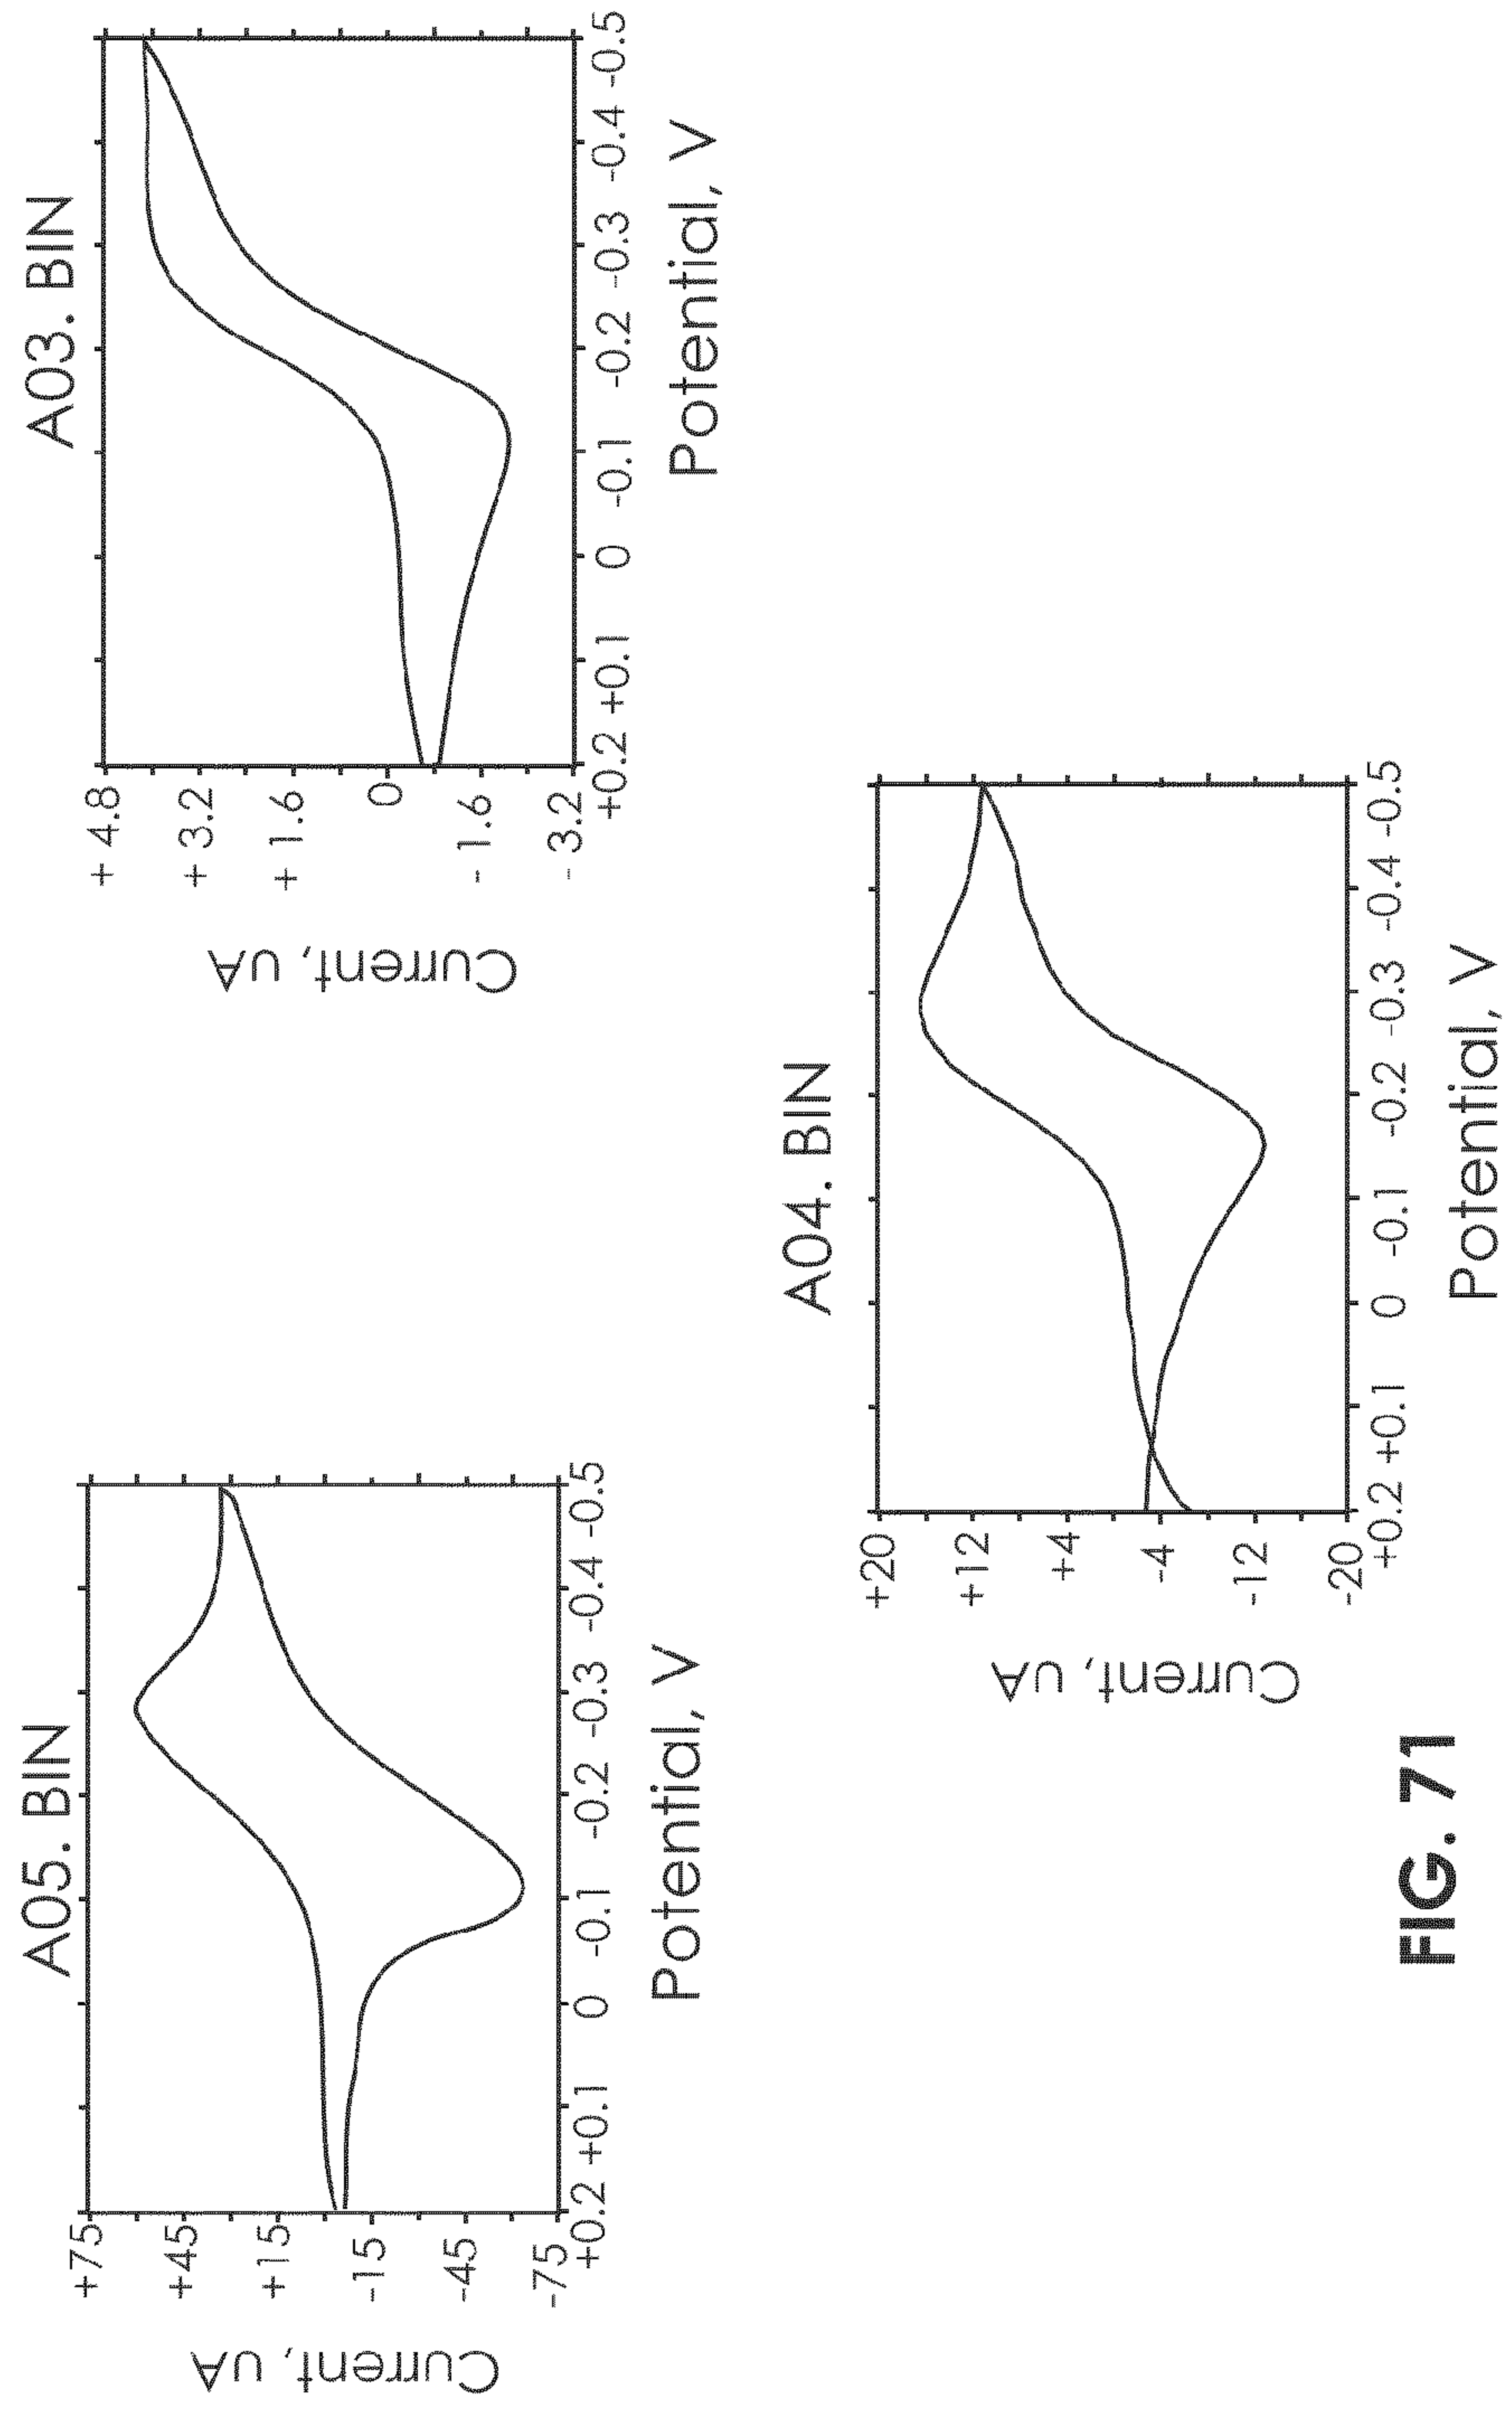 A05. BIN
Current, uA
+75
+45
+15
-15
-45
-75
+0.2 +0.1 0 -0.1 -0.2 -0.3 -0.4 -0.5
Potential, V
A03. BIN
Current, uA
+ 4.8
+ 3.2
+ 1.6
0
- 1.6
- 3.2
+0.2 +0.1 0 -0.1 -0.2 -0.3 -0.4 -0.5
Potential, V
A04. BIN
Current, uA
+20
+12
+4
-4
-12
-20
+0.2 +0.1 0 -0.1 -0.2 -0.3 -0.4 -0.5
Potential, V
FIG. 71